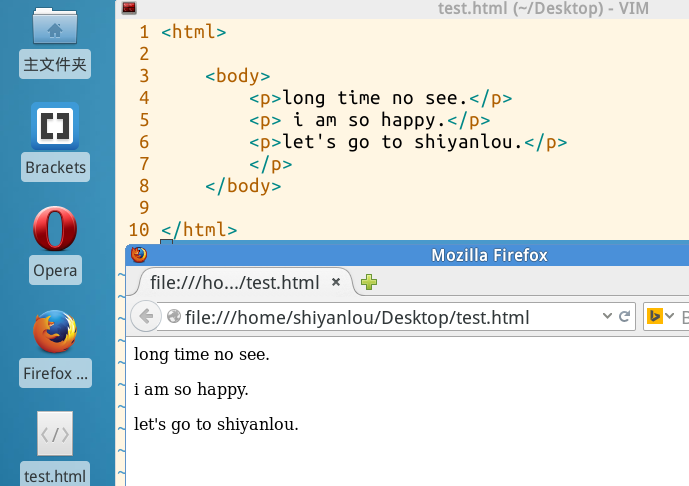 test.html (~/Desktop) - VIM
主文件夹
Brackets
Opera
Firefox ...
test.html
1 <html>
2
3     <body>
4         <p>long time no see.</p>
5         <p> i am so happy.</p>
6         <p>let's go to shiyanlou.</p>
7         </p>
8     </body>
9
10 </html>
~
~
~
~
~
~
~
~
~
Mozilla Firefox
file:///ho.../test.html
file:///home/shiyanlou/Desktop/test.html
long time no see.
i am so happy.
let's go to shiyanlou.